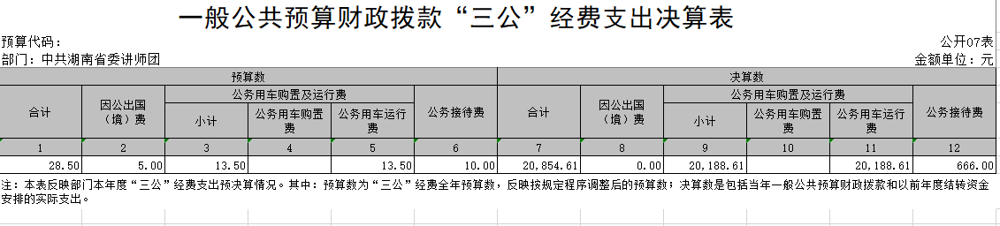 一般公共预算财政拨款“三公”经费支出决算表
预算代码：
公开07表
部门：中共湖南省委讲师团
金额单位：元
预算数
决算数
合计
因公出国（境）费
公务用车购置及运行费
公务接待费
合计
因公出国（境）费
公务用车购置及运行费
公务接待费
小计
公务用车购置费
公务用车运行费
小计
公务用车购置费
公务用车运行费
1 2 3 4 5 6 7 8 9 10 11 12
28.50 5.00 13.50 13.50 10.00 20,854.61 0.00 20,188.61 20,188.61 666.00
注：本表反映部门本年度“三公”经费支出预决算情况。其中：预算数为“三公”经费全年预算数，反映按规定程序调整后的预算数；决算数是包括当年一般公共预算财政拨款和以前年度结转资金
安排的实际支出。